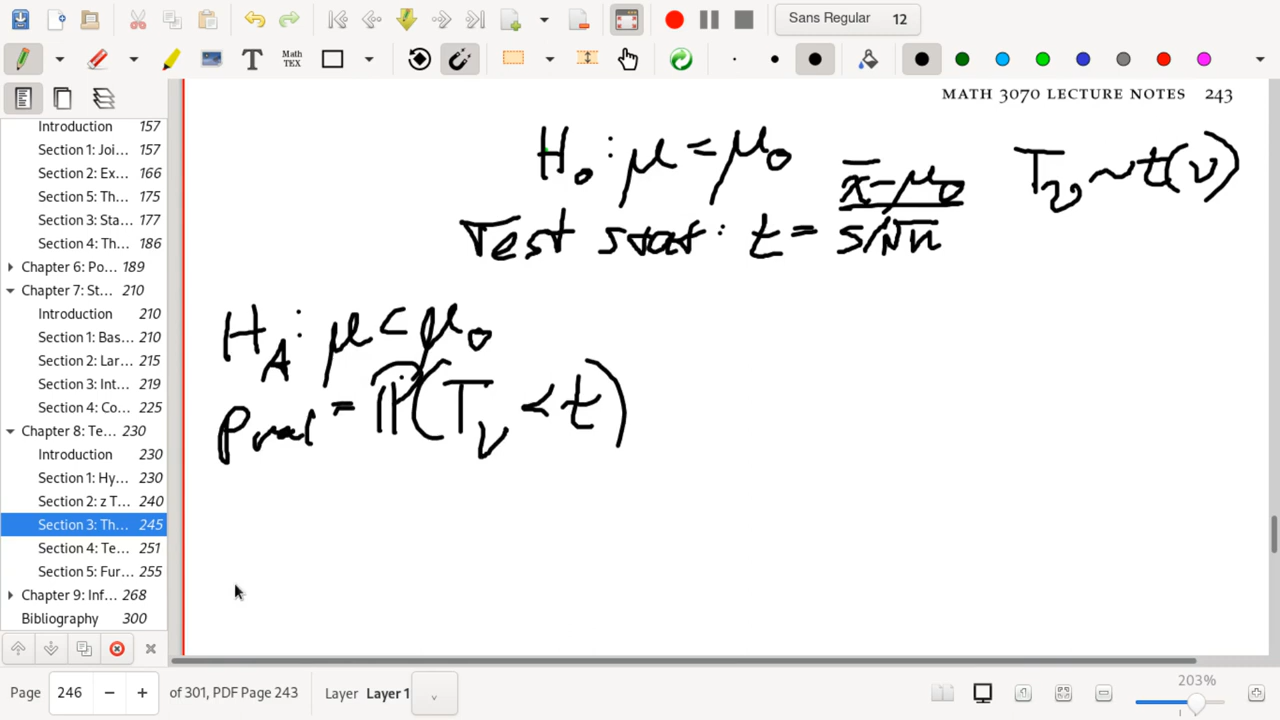 Sans Regular 12
T Math TEX
MATH 3070 LECTURE NOTES 243
Introduction 157
Section 1: Joi... 157
Section 2: Ex... 166
Section 5: Th... 175
Section 3: Sta... 177
Section 4: Th... 186
Chapter 6: Po... 189
Chapter 7: St... 210
Introduction 210
Section 1: Bas... 210
Section 2: Lar... 215
Section 3: Int... 219
Section 4: Co... 225
Chapter 8: Te... 230
Introduction 230
Section 1: Hy... 230
Section 2: z T... 240
Section 3: Th... 245
Section 4: Te... 251
Section 5: Fur... 255
Chapter 9: Inf... 268
Bibliography 300
H₀: μ = μ₀
T_ν ~ t(ν)
Test stat: t = (x̄ - μ₀)/(s/√n)
H_A: μ < μ₀
pval = ℙ(T_ν < t)
Page 246 of 301, PDF Page 243 Layer Layer 1 203%